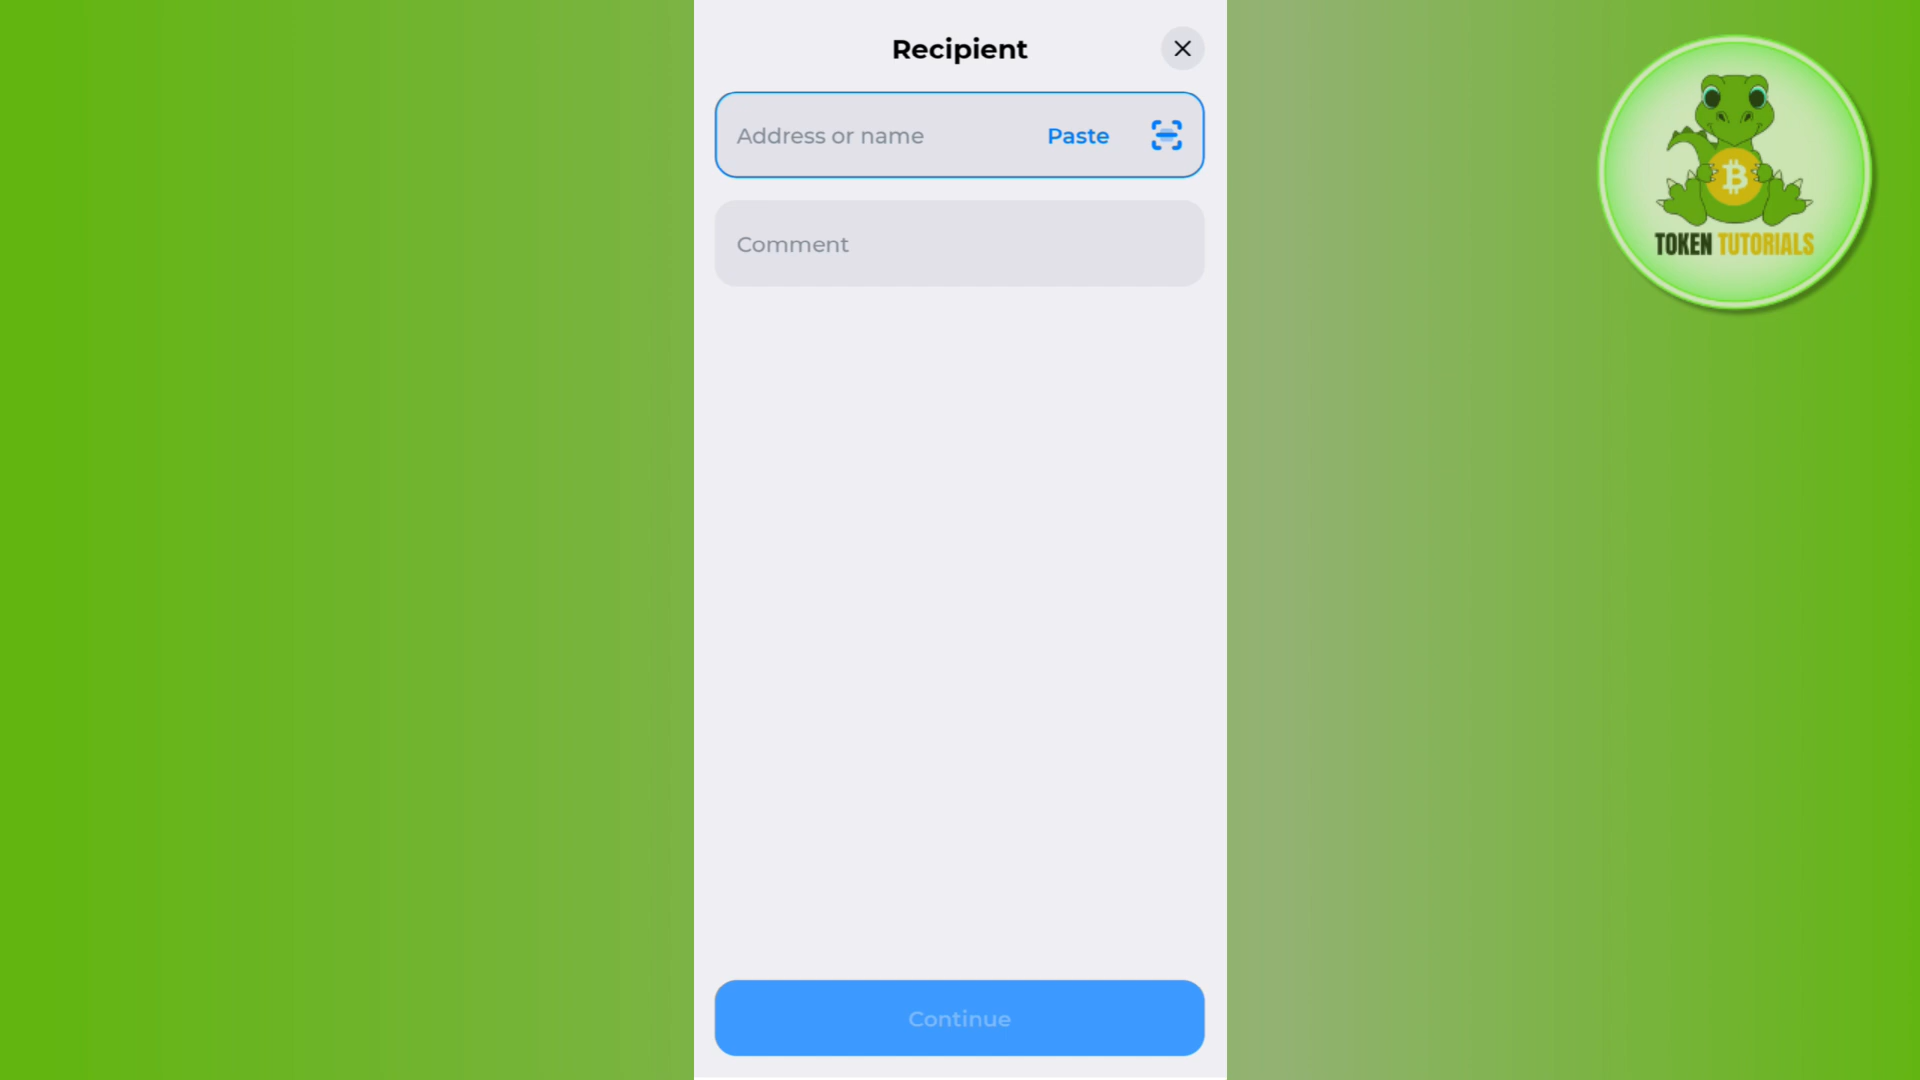 Recipient
Address or name Paste
Comment
Continue
TOKEN TUTORIALS